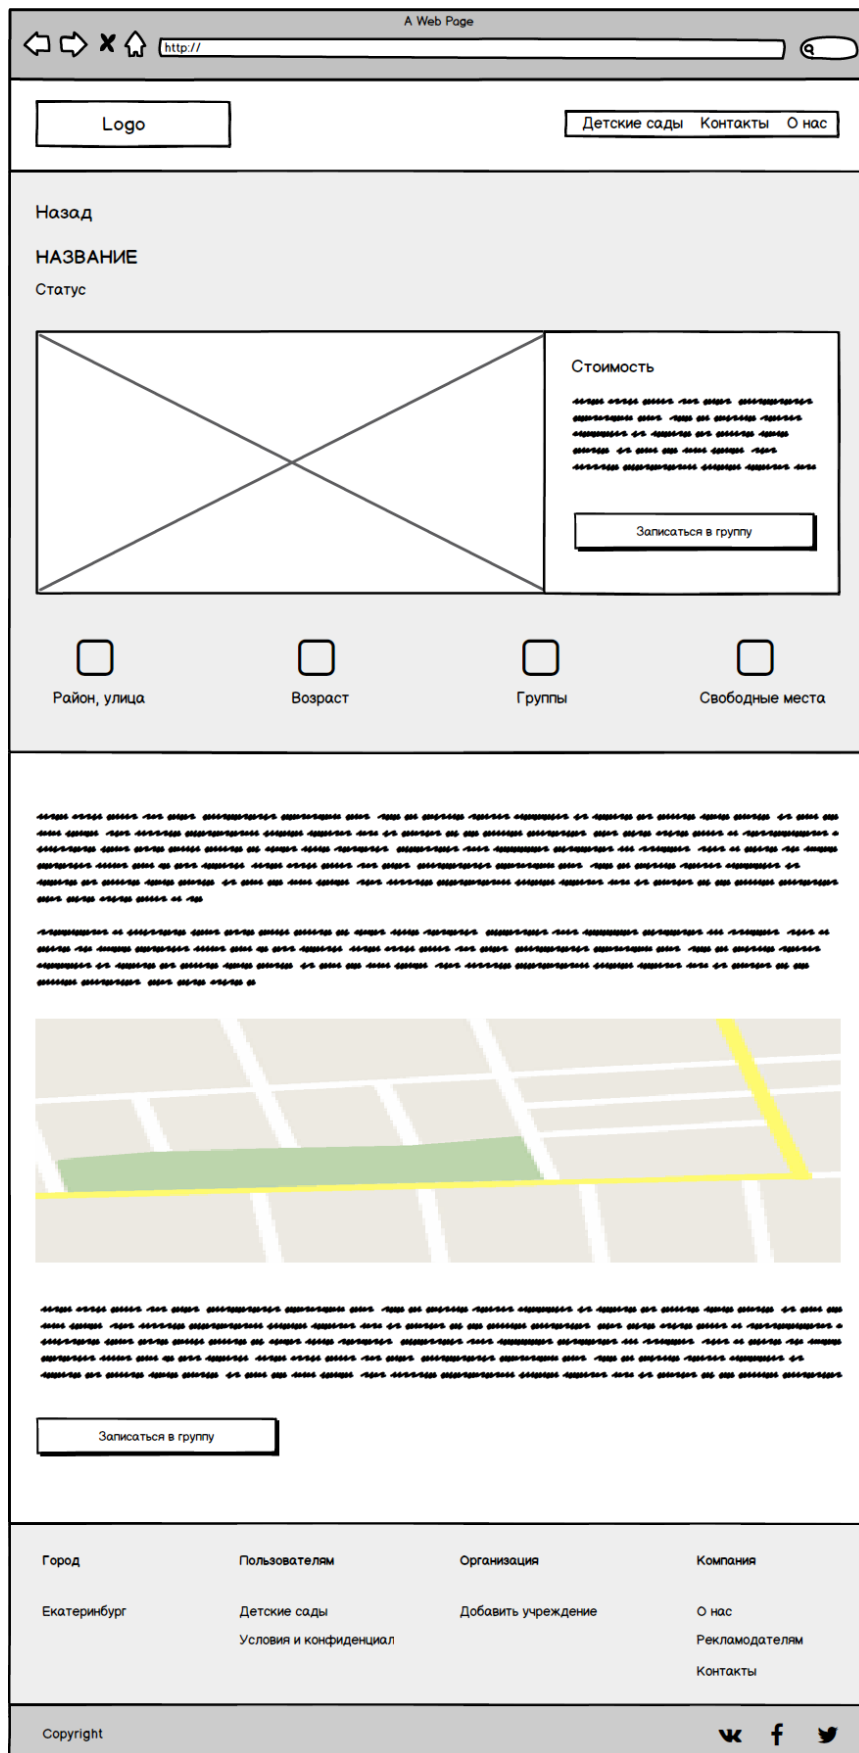 A Web Page
http://
Logo
Детские сады Контакты О нас
Назад
НАЗВАНИЕ
Статус
Стоимость
Записаться в группу
Район, улица
Возраст
Группы
Свободные места
Записаться в группу
Город
Пользователям
Организация
Компания
Екатеринбург
Детские сады
Добавить учреждение
О нас
Условия и конфиденциал
Рекламодателям
Контакты
Copyright